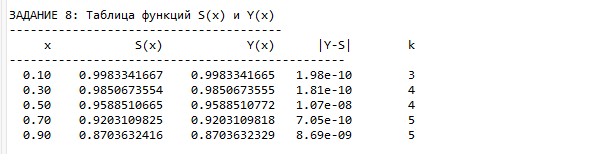 ЗАДАНИЕ 8: Таблица функций S(x) и Y(x)
--------------------------------------
x S(x) Y(x) |Y-S| k
-----------------------------------------------
0.10 0.9983341667 0.9983341665 1.98e-10 3
0.30 0.9850673554 0.9850673555 1.81e-10 4
0.50 0.9588510665 0.9588510772 1.07e-08 4
0.70 0.9203109825 0.9203109818 7.05e-10 5
0.90 0.8703632416 0.8703632329 8.69e-09 5